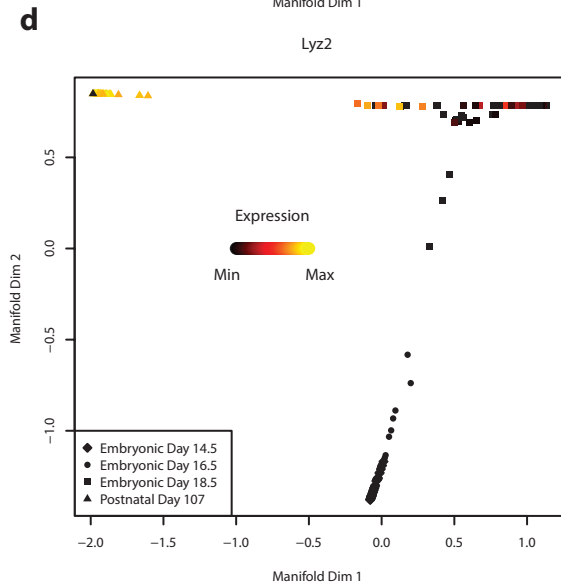 Manifold Dim 1
d
Lyz2
0.5
0.0
−0.5
−1.0
Manifold Dim 2
Expression
Min Max
Embryonic Day 14.5
Embryonic Day 16.5
Embryonic Day 18.5
Postnatal Day 107
−2.0 −1.5 −1.0 −0.5 0.0 0.5 1.0
Manifold Dim 1